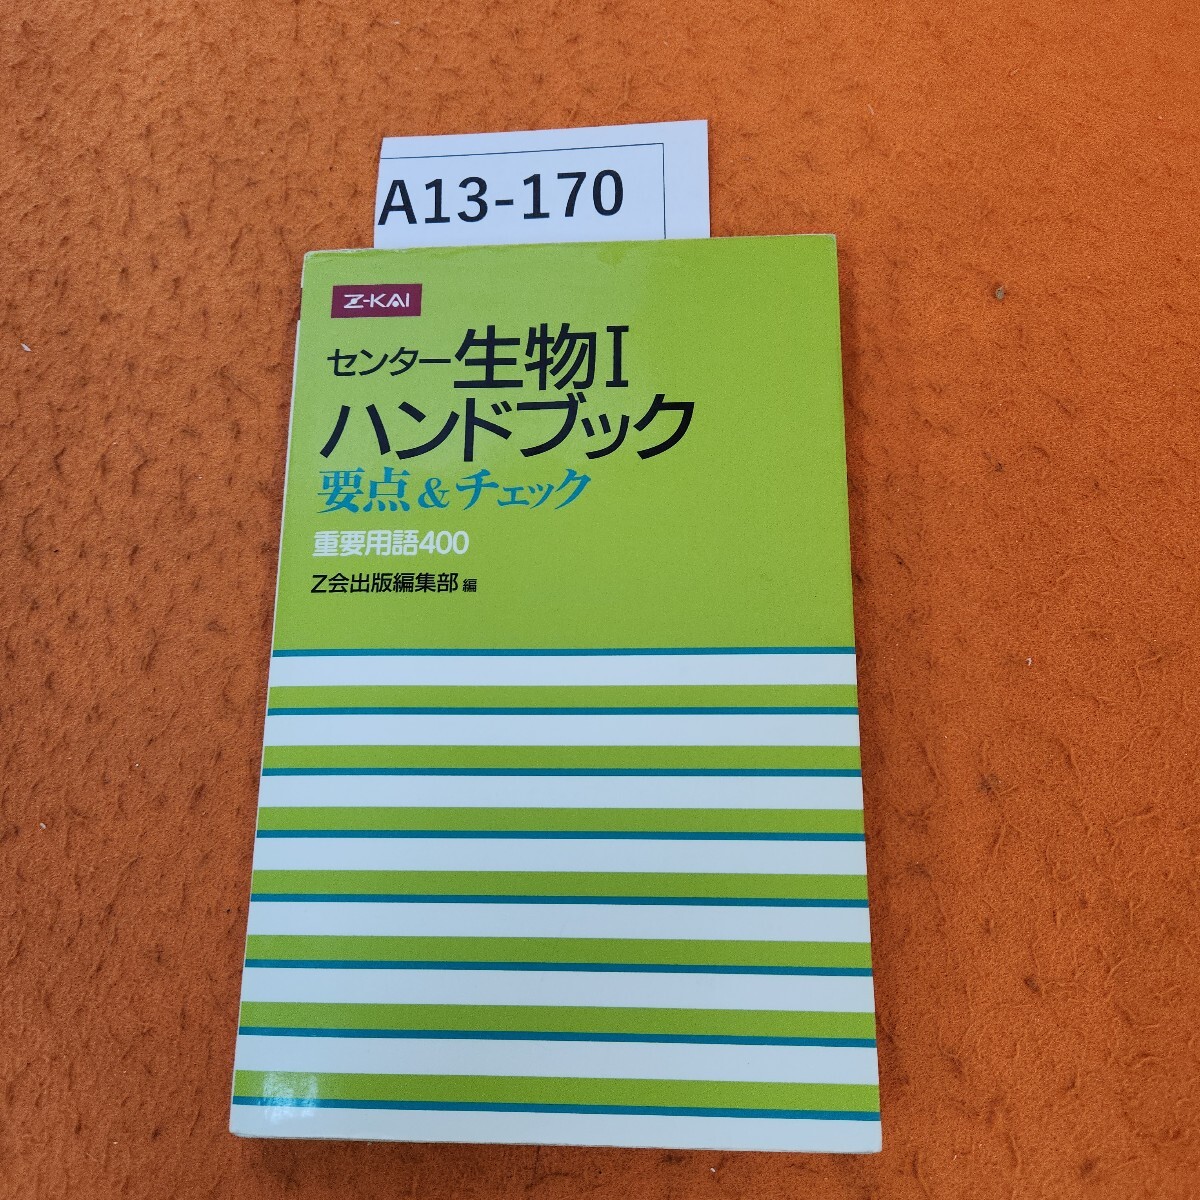 A13-170
Z-KAI
センター生物I
ハンドブック
要点&チェック
重要用語400
Z会出版編集部 編